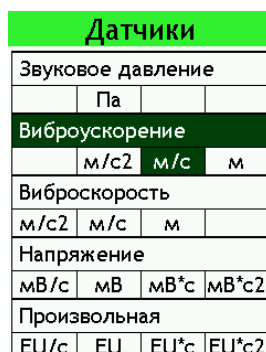 Датчики
Звуковое давление
Па
Виброускорение
м/с2 м/с м
Виброскорость
м/с2 м/с м
Напряжение
мВ/с мВ мВ*с мВ*с2
Произвольная
EU/с EU EU*с EU*с2